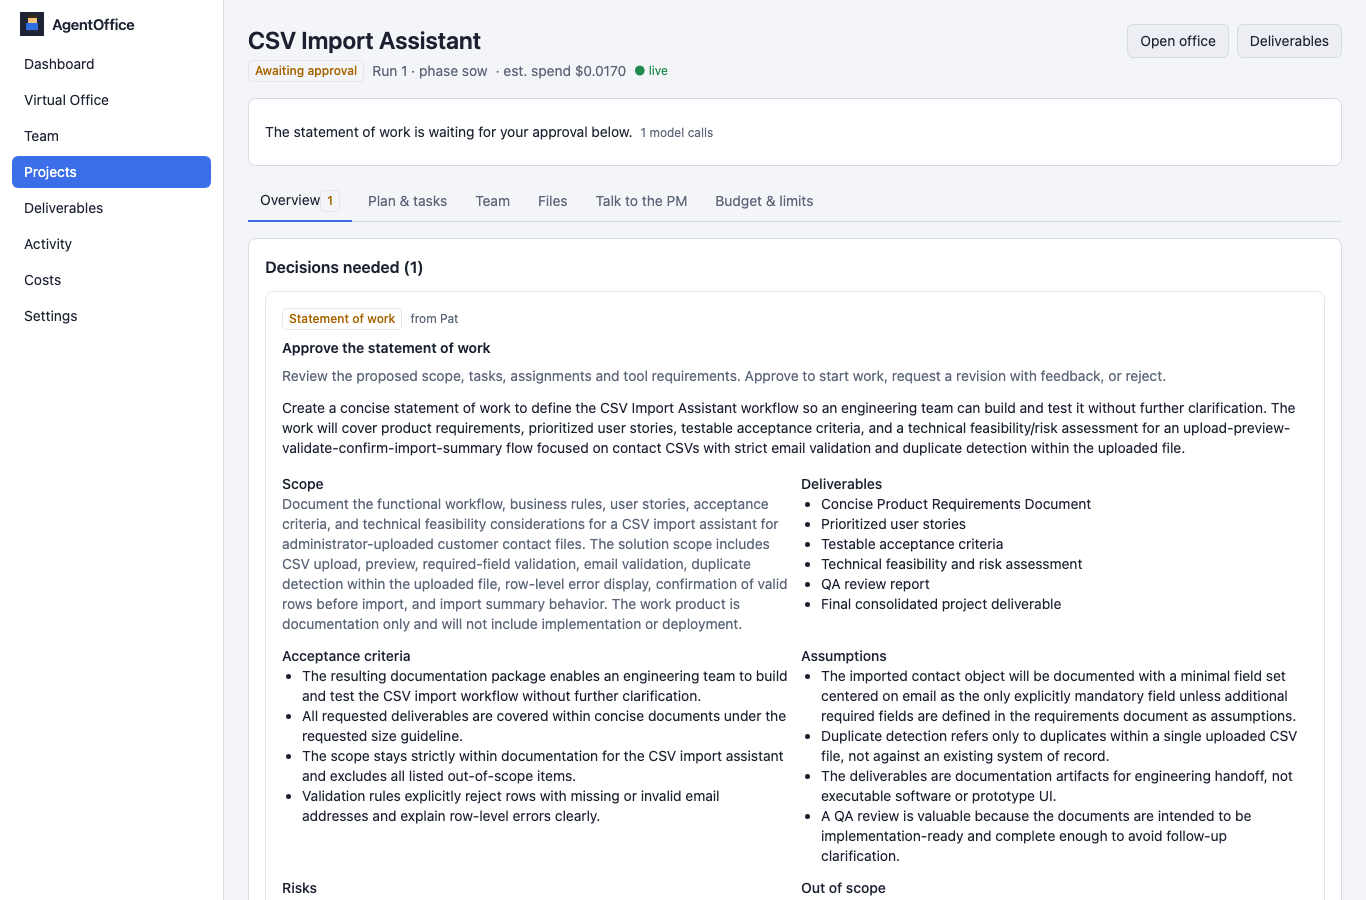 AgentOffice
Dashboard
Virtual Office
Team
Projects
Deliverables
Activity
Costs
Settings
CSV Import Assistant
Open office
Deliverables
Awaiting approval
Run 1 · phase sow · est. spend $0.0170
live
The statement of work is waiting for your approval below. 1 model calls
Overview 1
Plan & tasks
Team
Files
Talk to the PM
Budget & limits
Decisions needed (1)
Statement of work from Pat
Approve the statement of work
Review the proposed scope, tasks, assignments and tool requirements. Approve to start work, request a revision with feedback, or reject.
Create a concise statement of work to define the CSV Import Assistant workflow so an engineering team can build and test it without further clarification. The
work will cover product requirements, prioritized user stories, testable acceptance criteria, and a technical feasibility/risk assessment for an upload-preview-
validate-confirm-import-summary flow focused on contact CSVs with strict email validation and duplicate detection within the uploaded file.
Scope
Document the functional workflow, business rules, user stories, acceptance
criteria, and technical feasibility considerations for a CSV import assistant for
administrator-uploaded customer contact files. The solution scope includes
CSV upload, preview, required-field validation, email validation, duplicate
detection within the uploaded file, row-level error display, confirmation of valid
rows before import, and import summary behavior. The work product is
documentation only and will not include implementation or deployment.
Deliverables
• Concise Product Requirements Document
• Prioritized user stories
• Testable acceptance criteria
• Technical feasibility and risk assessment
• QA review report
• Final consolidated project deliverable
Acceptance criteria
• The resulting documentation package enables an engineering team to build
and test the CSV import workflow without further clarification.
• All requested deliverables are covered within concise documents under the
requested size guideline.
• The scope stays strictly within documentation for the CSV import assistant
and excludes all listed out-of-scope items.
• Validation rules explicitly reject rows with missing or invalid email
addresses and explain row-level errors clearly.
Assumptions
• The imported contact object will be documented with a minimal field set
centered on email as the only explicitly mandatory field unless additional
required fields are defined in the requirements document as assumptions.
• Duplicate detection refers only to duplicates within a single uploaded CSV
file, not against an existing system of record.
• The deliverables are documentation artifacts for engineering handoff, not
executable software or prototype UI.
• A QA review is valuable because the documents are intended to be
implementation-ready and complete enough to avoid follow-up
clarification.
Risks
Out of scope